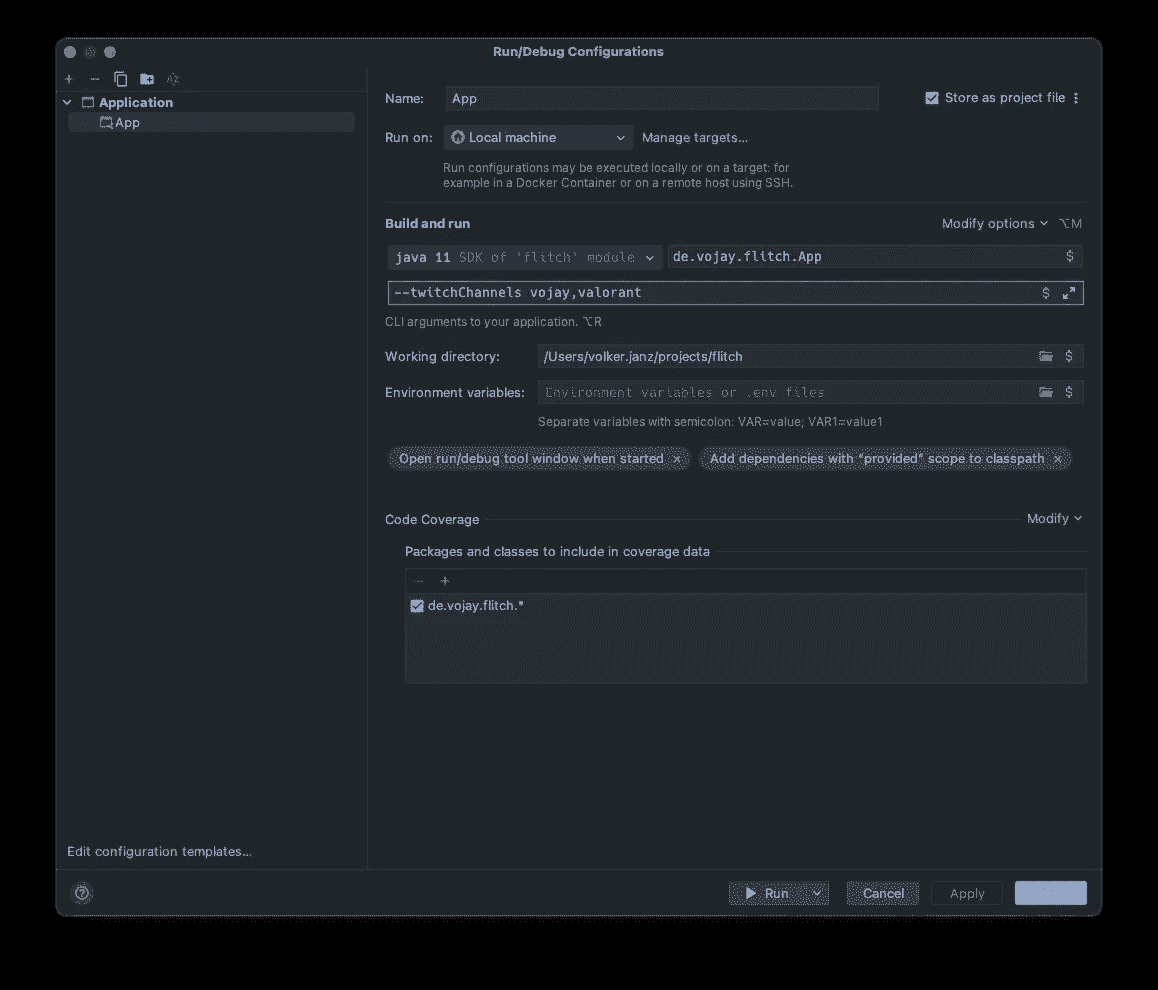 Run/Debug Configurations
Application
App
Name: App
Store as project file
Run on: Local machine Manage targets...
Run configurations may be executed locally or on a target: for
example in a Docker Container or on a remote host using SSH.
Build and run
Modify options ⌥M
java 11 SDK of 'flitch' module de.vojay.flitch.App $
--twitchChannels vojay,valorant $
CLI arguments to your application. ⌥R
Working directory: /Users/volker.janz/projects/flitch $
Environment variables: Environment variables or .env files $
Separate variables with semicolon: VAR=value; VAR1=value1
Open run/debug tool window when started × Add dependencies with "provided" scope to classpath ×
Code Coverage
Modify
Packages and classes to include in coverage data
de.vojay.flitch.*
Edit configuration templates...
? Run Cancel Apply